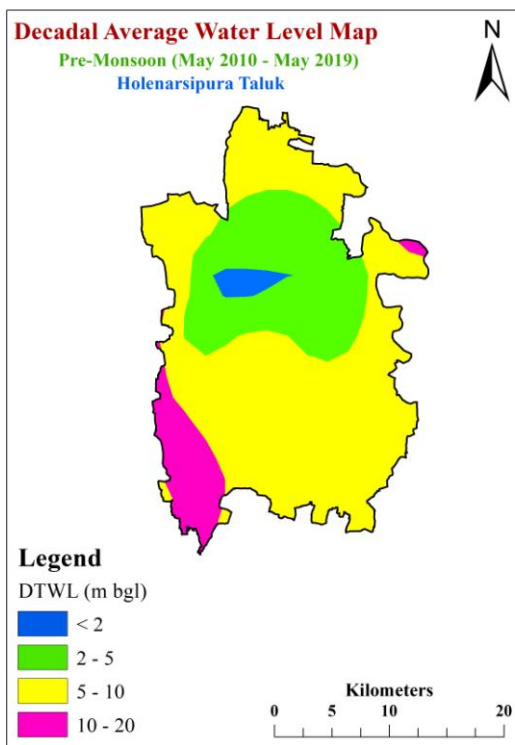 Decadal Average Water Level Map
N
Pre-Monsoon (May 2010 - May 2019)
Holenarsipura Taluk
Legend
DTWL (m bgl)
< 2
2 - 5
5 - 10
10 - 20
Kilometers
0 5 10 20